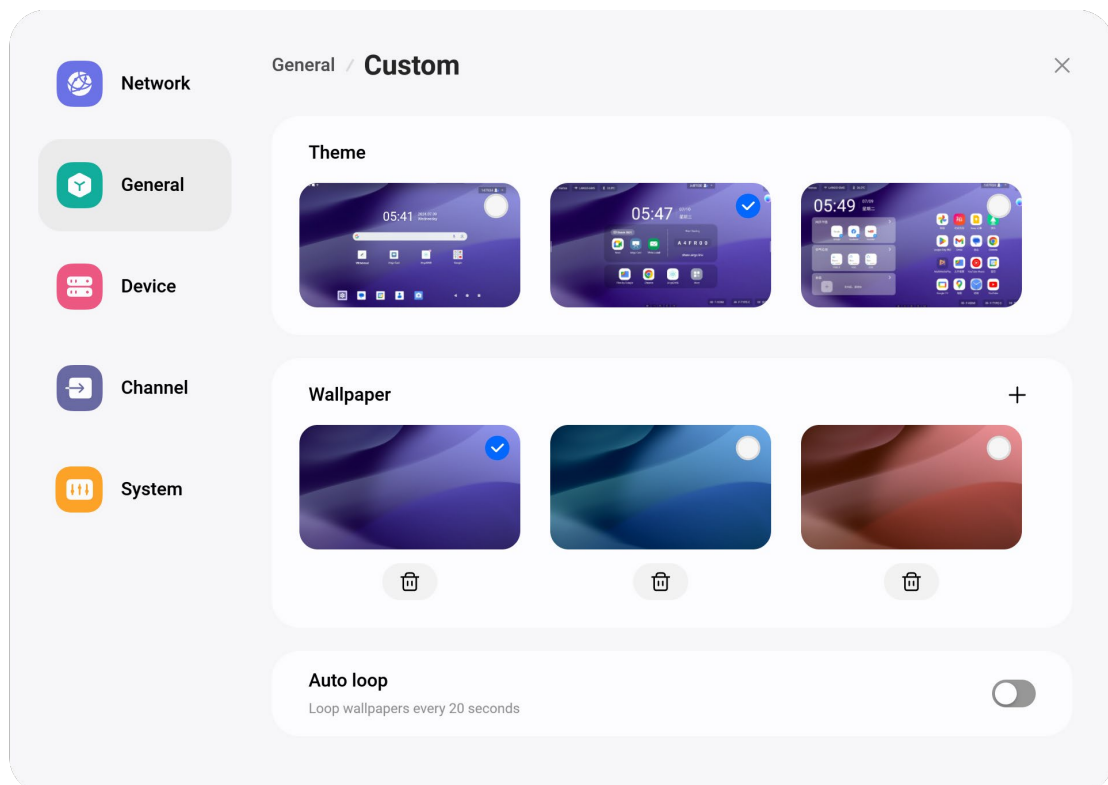 Network
General
Device
Channel
System
General / Custom
Theme
05:41
05:47
A4FR00
05:49
Wallpaper
Auto loop
Loop wallpapers every 20 seconds